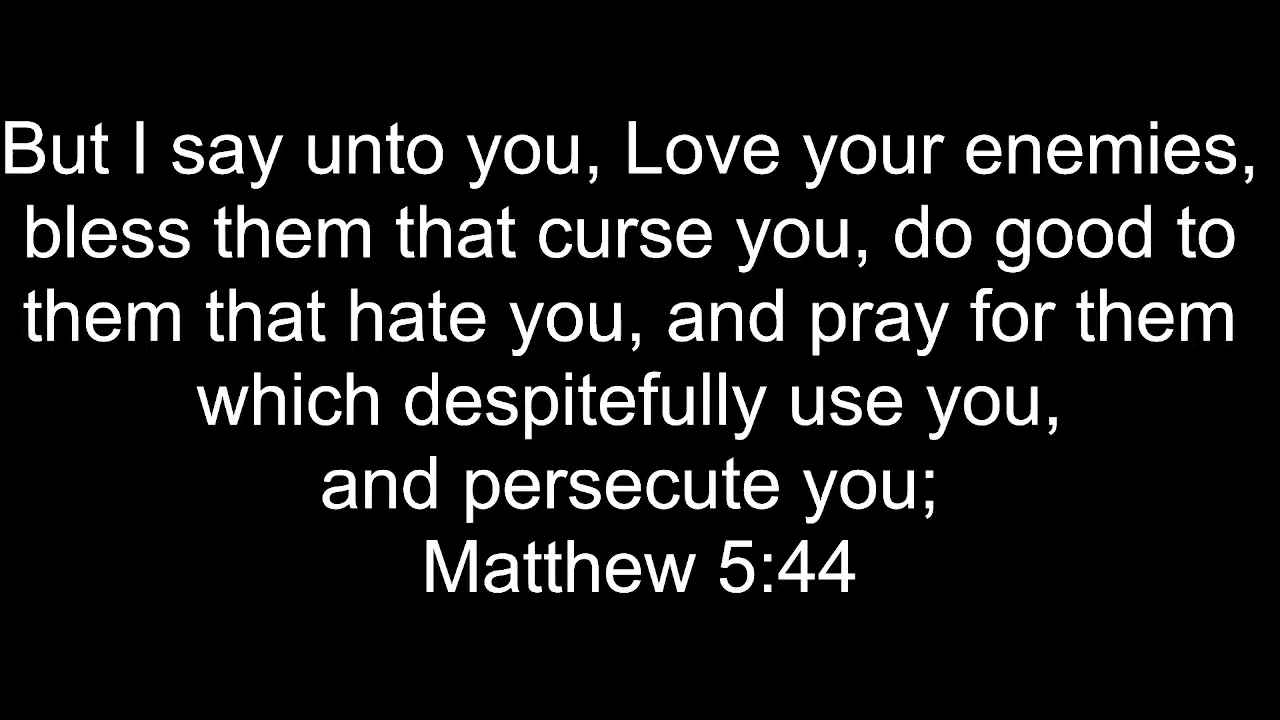 But I say unto you, Love your enemies,
bless them that curse you, do good to
them that hate you, and pray for them
which despitefully use you,
and persecute you;
Matthew 5:44